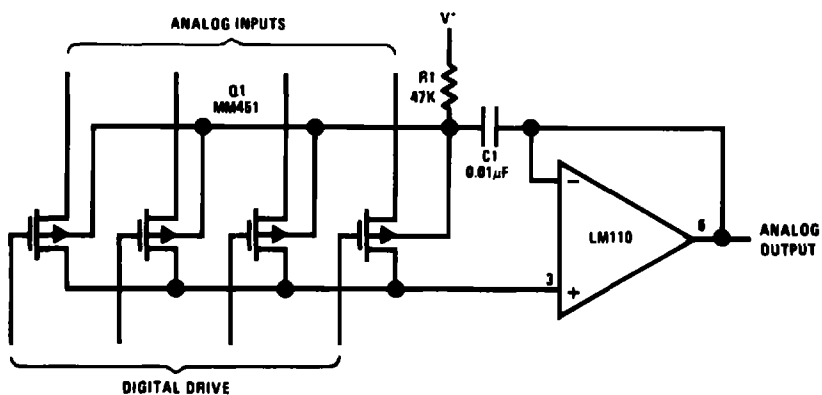 ANALOG INPUTS
V+
R1
47K
Q1
MM451
C1
0.01µF
3
−
+
LM110
6
ANALOG
OUTPUT
DIGITAL DRIVE